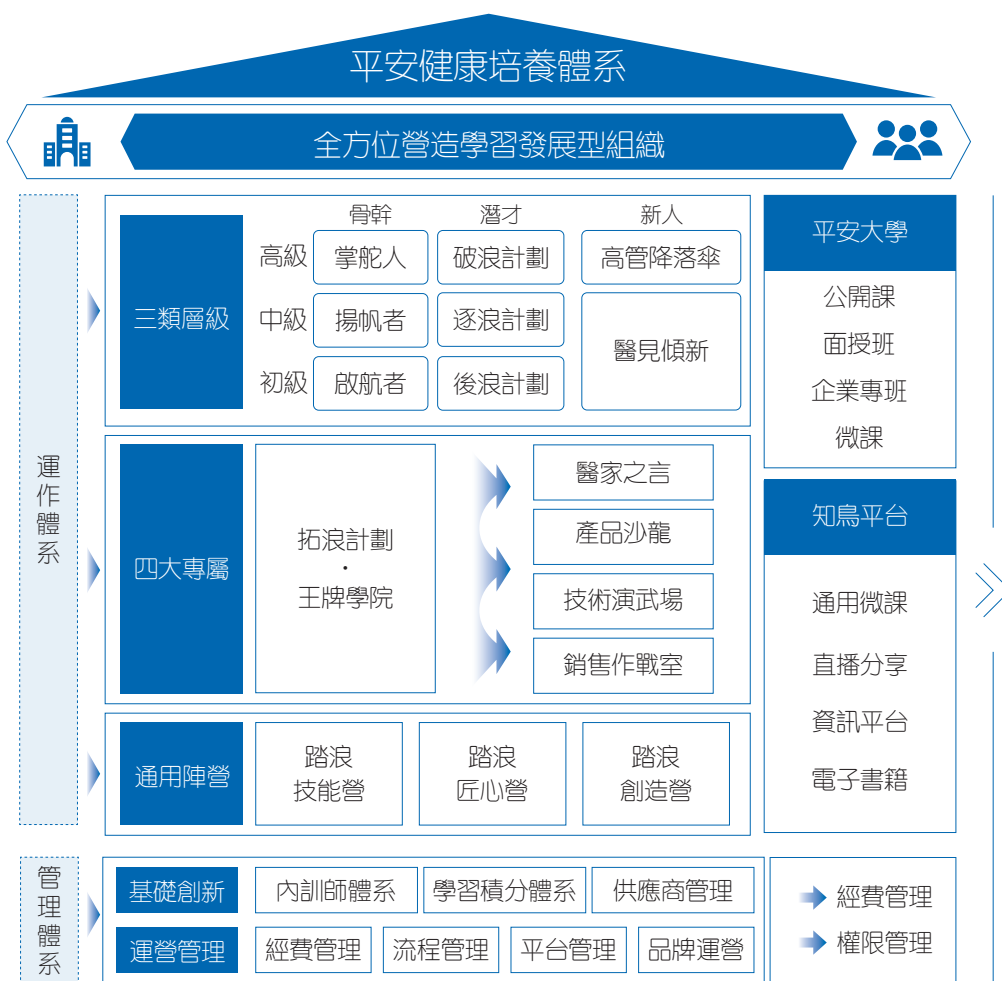 平安健康培養體系
全方位營造學習發展型組織
運作體系
三類層級
骨幹 潛才 新人
高級 掌舵人 破浪計劃 高管降落傘
中級 揚帆者 逐浪計劃
醫見傾新
初級 啟航者 後浪計劃
四大專屬
拓浪計劃
·
王牌學院
醫家之言
產品沙龍
技術演武場
銷售作戰室
通用陣營
踏浪
技能營
踏浪
匠心營
踏浪
創造營
平安大學
公開課
面授班
企業專班
微課
知鳥平台
通用微課
直播分享
資訊平台
電子書籍
管理體系
基礎創新 內訓師體系 學習積分體系 供應商管理
運營管理 經費管理 流程管理 平台管理 品牌運營
經費管理
權限管理